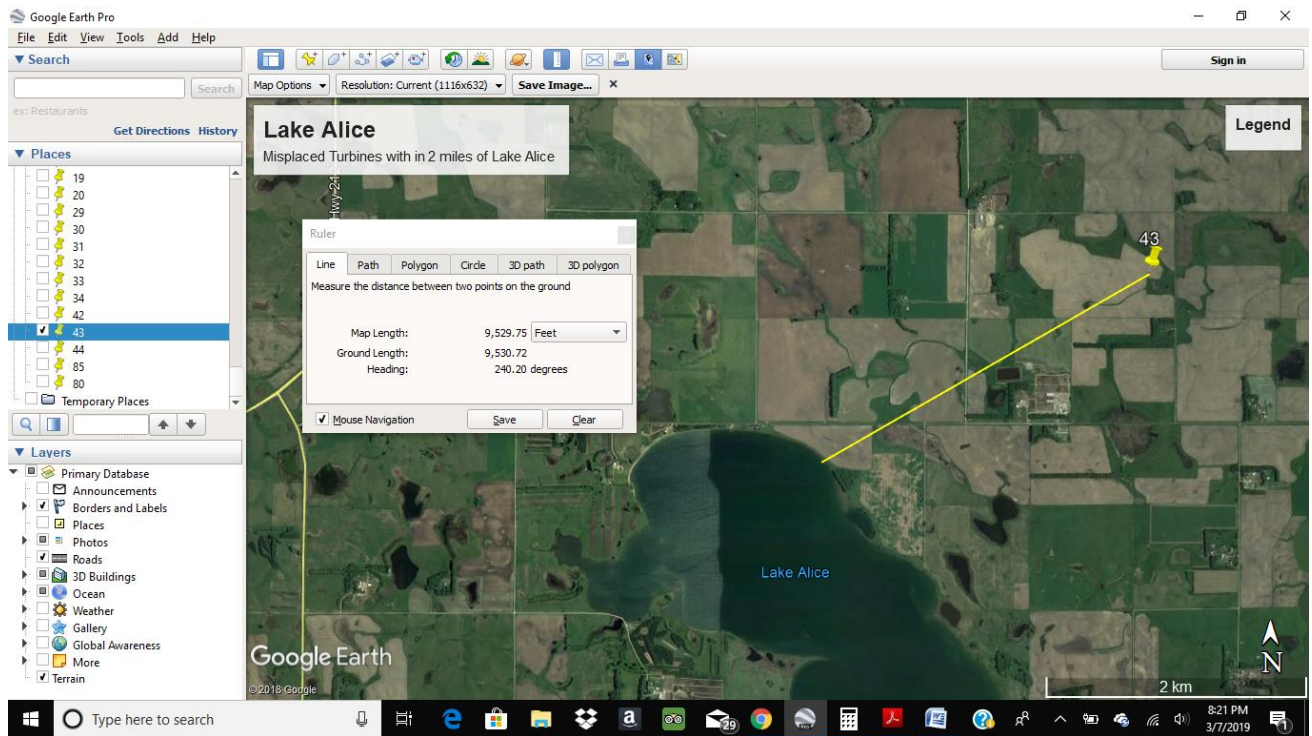 Google Earth Pro
File Edit View Tools Add Help
Search
Search
ex: Restaurants
Get Directions History
Places
19
20
29
30
31
32
33
34
42
43
44
85
80
Temporary Places
Layers
Primary Database
Announcements
Borders and Labels
Places
Photos
Roads
3D Buildings
Ocean
Weather
Gallery
Global Awareness
More
Terrain
Sign in
Map Options Resolution: Current (1116x632) Save Image... X
Lake Alice
Misplaced Turbines with in 2 miles of Lake Alice
Legend
Hwy-212
Ruler
Line Path Polygon Circle 3D path 3D polygon
Measure the distance between two points on the ground
Map Length: 9,529.75 Feet
Ground Length: 9,530.72
Heading: 240.20 degrees
Mouse Navigation Save Clear
43
Lake Alice
Google Earth
© 2018 Google
N
2 km
Type here to search
a
29
8:21 PM
3/7/2019
1